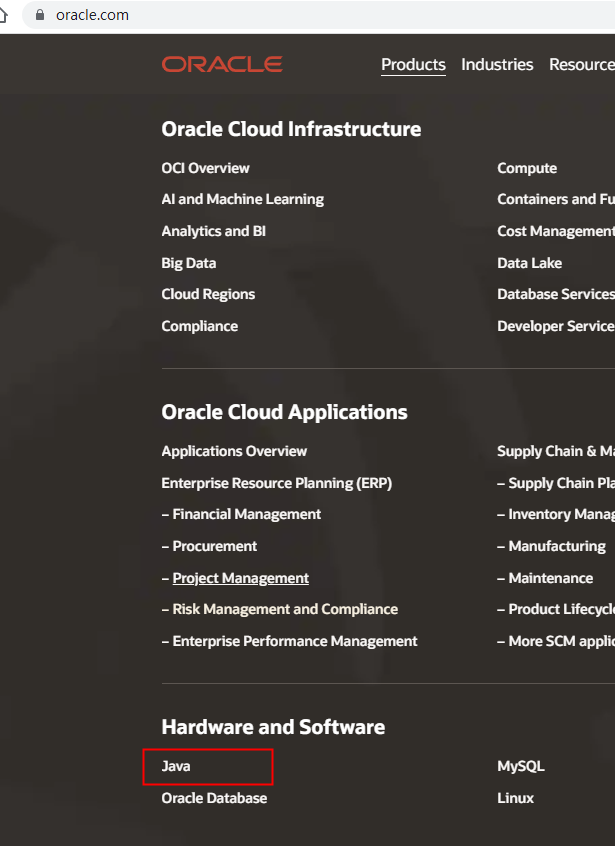 oracle.com
ORACLE Products Industries Resource
Oracle Cloud Infrastructure
OCI Overview Compute
AI and Machine Learning Containers and Fu
Analytics and BI Cost Management
Big Data Data Lake
Cloud Regions Database Services
Compliance Developer Service
Oracle Cloud Applications
Applications Overview Supply Chain & Ma
Enterprise Resource Planning (ERP) – Supply Chain Pla
– Financial Management – Inventory Manag
– Procurement – Manufacturing
– Project Management – Maintenance
– Risk Management and Compliance – Product Lifecycle
– Enterprise Performance Management – More SCM applic
Hardware and Software
Java MySQL
Oracle Database Linux